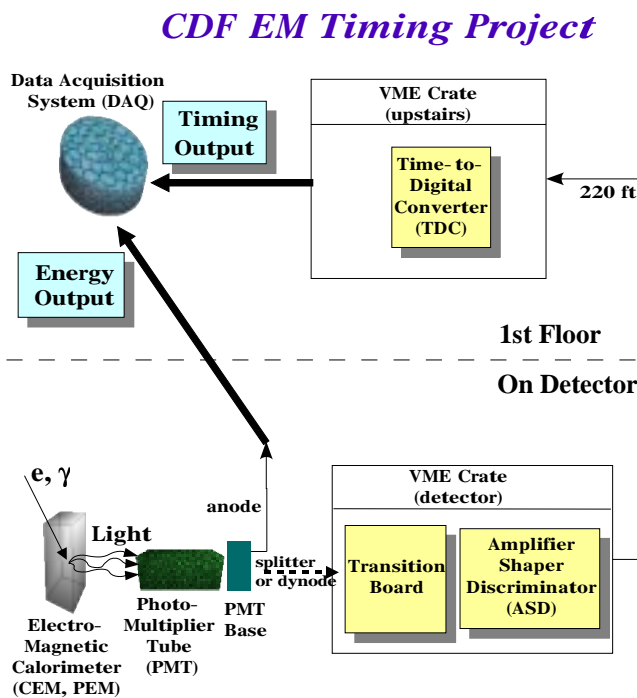 CDF EM Timing Project
Data Acquisition
System (DAQ)
Timing
Output
VME Crate
(upstairs)
Time- to-
Digital
Converter
(TDC)
220 ft
Energy
Output
1st Floor
On Detector
e, γ
Light
anode
splitter
or dynode
VME Crate
(detector)
Transition
Board
Amplifier
Shaper
Discriminator
(ASD)
Electro-
Magnetic
Calorimeter
(CEM, PEM)
Photo-
Multiplier
Tube
(PMT)
PMT
Base